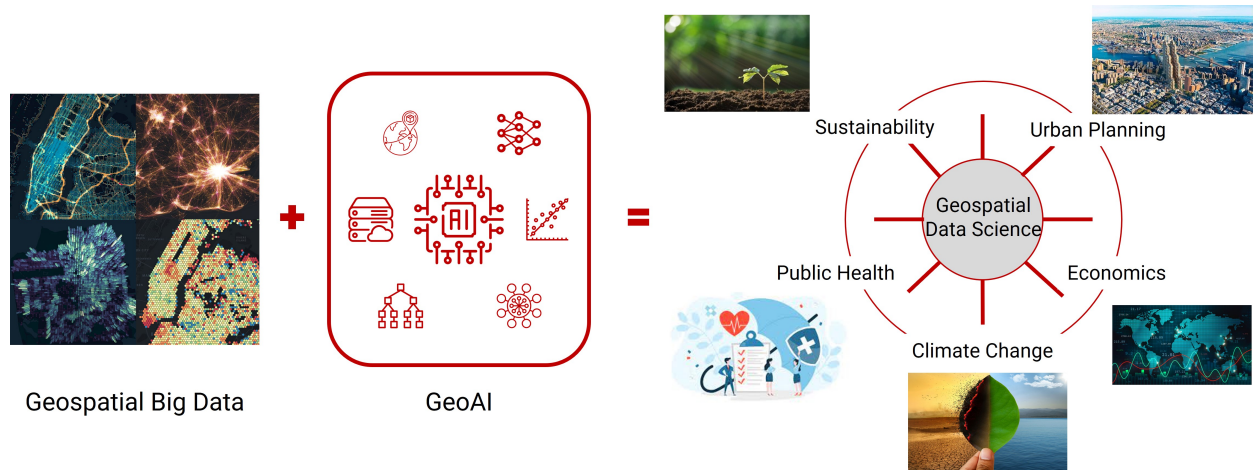 Sustainability
Urban Planning
AI
Geospatial
Data Science
Public Health
Economics
Climate Change
Geospatial Big Data
GeoAI